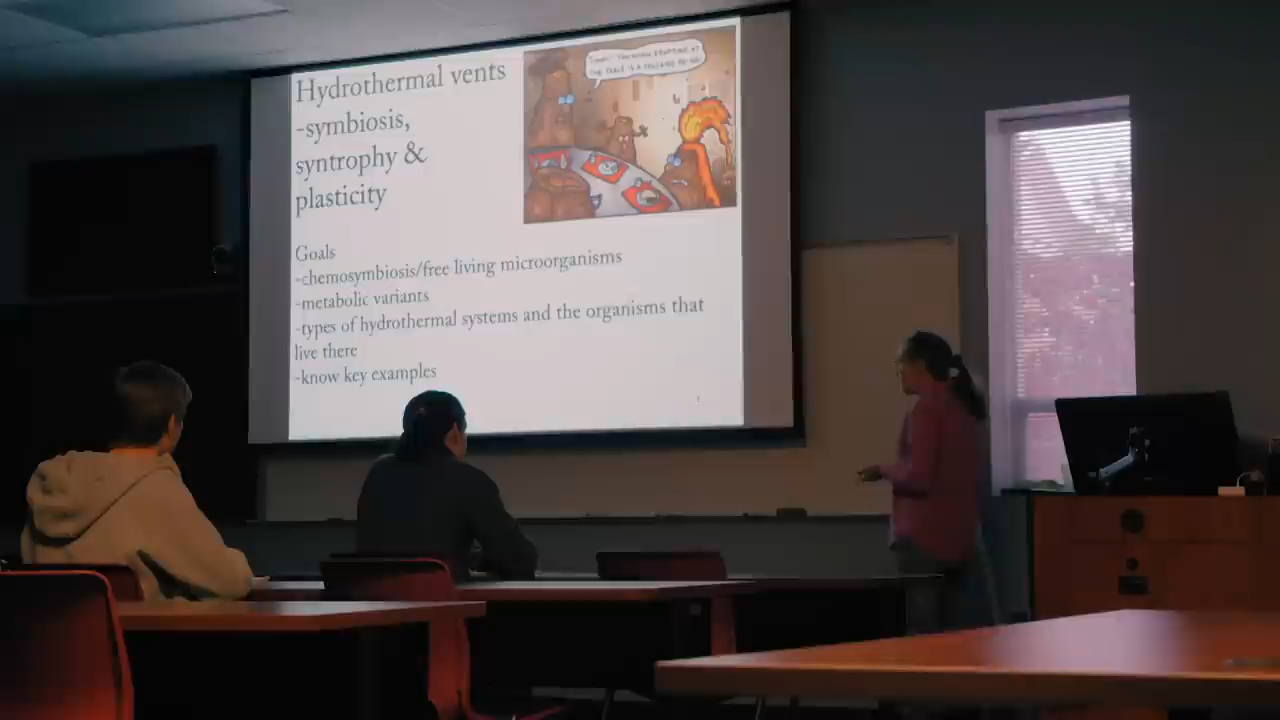 Hydrothermal vents
-symbiosis,
syntrophy &
plasticity
Goals
-chemosymbiosis/free living microorganisms
-metabolic variants
-types of hydrothermal systems and the organisms that
live there
-know key examples